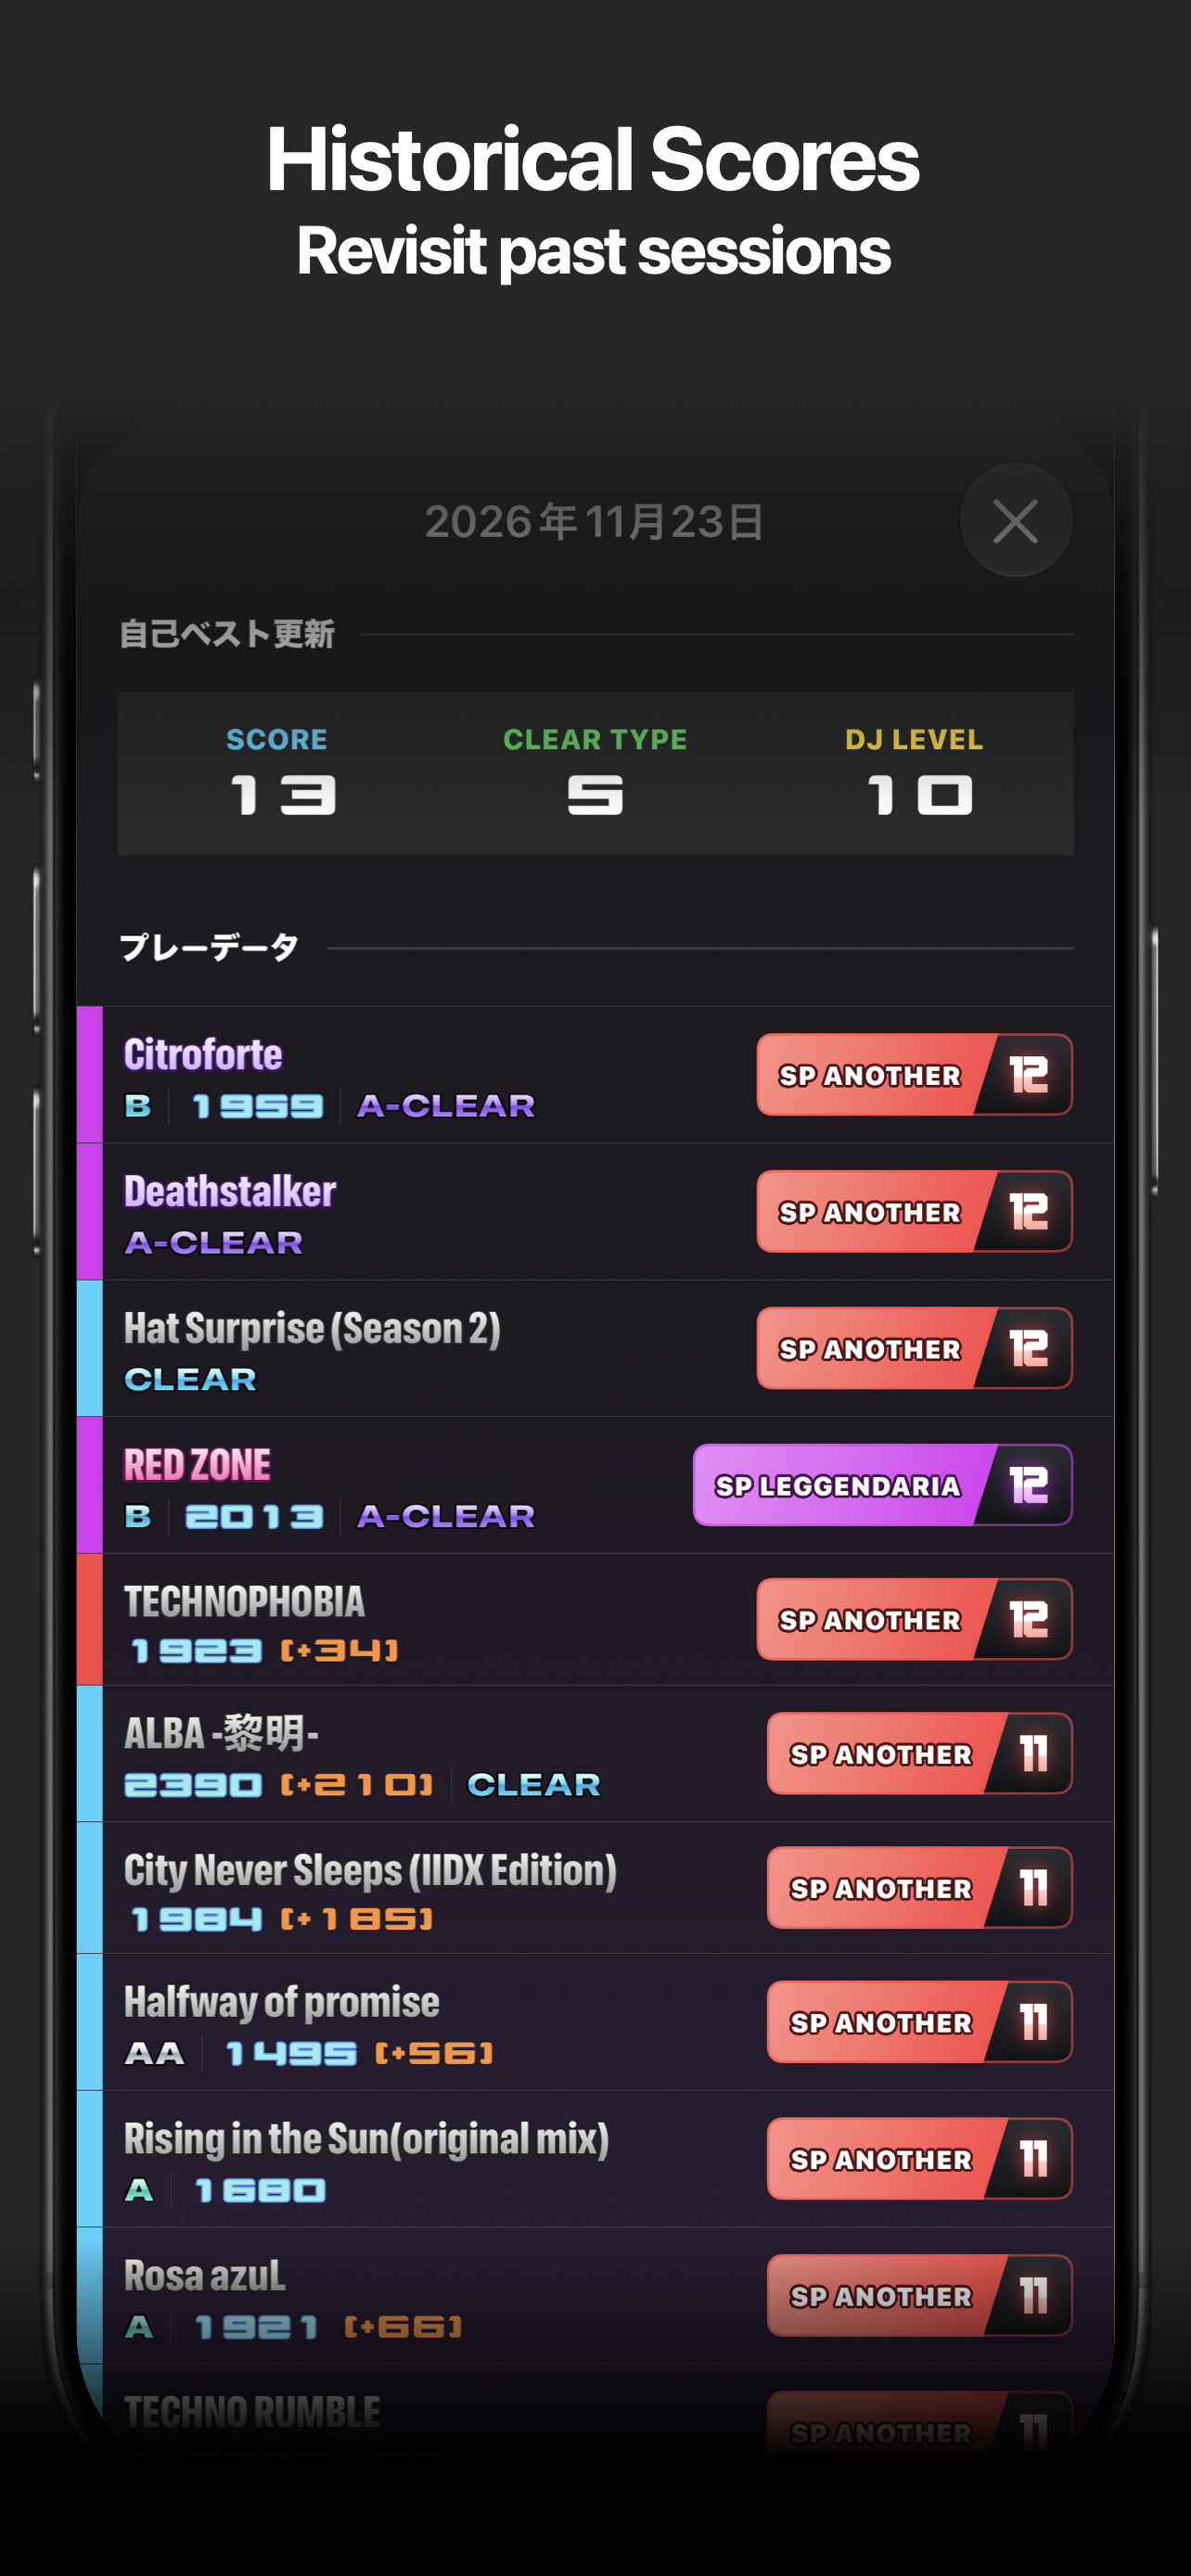 Historical Scores
Revisit past sessions
2026年11月23日
自己ベスト更新
SCORE CLEAR TYPE DJ LEVEL
13 5 10
プレーデータ
Citroforte
B 1959 A-CLEAR
SP ANOTHER 12
Deathstalker
A-CLEAR
SP ANOTHER 12
Hat Surprise (Season 2)
CLEAR
SP ANOTHER 12
RED ZONE
B 2013 A-CLEAR
SP LEGGENDARIA 12
TECHNOPHOBIA
1923 (+34)
SP ANOTHER 12
ALBA -黎明-
2390 (+210) CLEAR
SP ANOTHER 11
City Never Sleeps (IIDX Edition)
1984 (+185)
SP ANOTHER 11
Halfway of promise
AA 1495 (+56)
SP ANOTHER 11
Rising in the Sun(original mix)
A 1680
SP ANOTHER 11
Rosa azuL
A 1921 (+66)
SP ANOTHER 11
TECHNO RUMBLE
SP ANOTHER 11